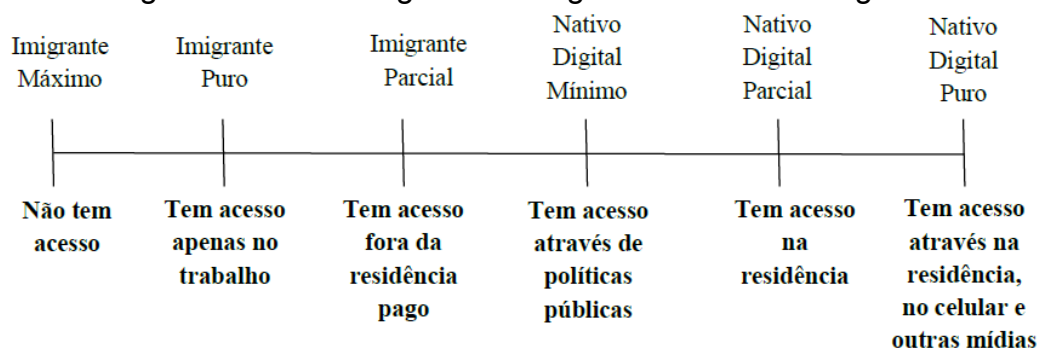 Imigrante
Máximo
Imigrante
Puro
Imigrante
Parcial
Nativo
Digital
Mínimo
Nativo
Digital
Parcial
Nativo
Digital
Puro
Não tem
acesso
Tem acesso
apenas no
trabalho
Tem acesso
fora da
residência
pago
Tem acesso
através de
políticas
públicas
Tem acesso
na
residência
Tem acesso
através na
residência,
no celular e
outras mídias